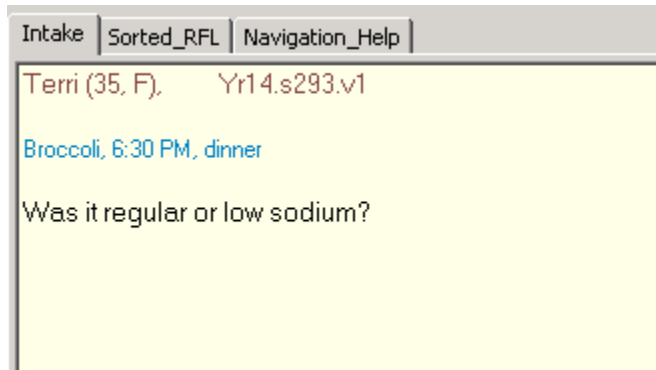 Intake Sorted_RFL Navigation_Help
Terri (35, F), Yr14.s293.v1
Broccoli, 6:30 PM, dinner
Was it regular or low sodium?